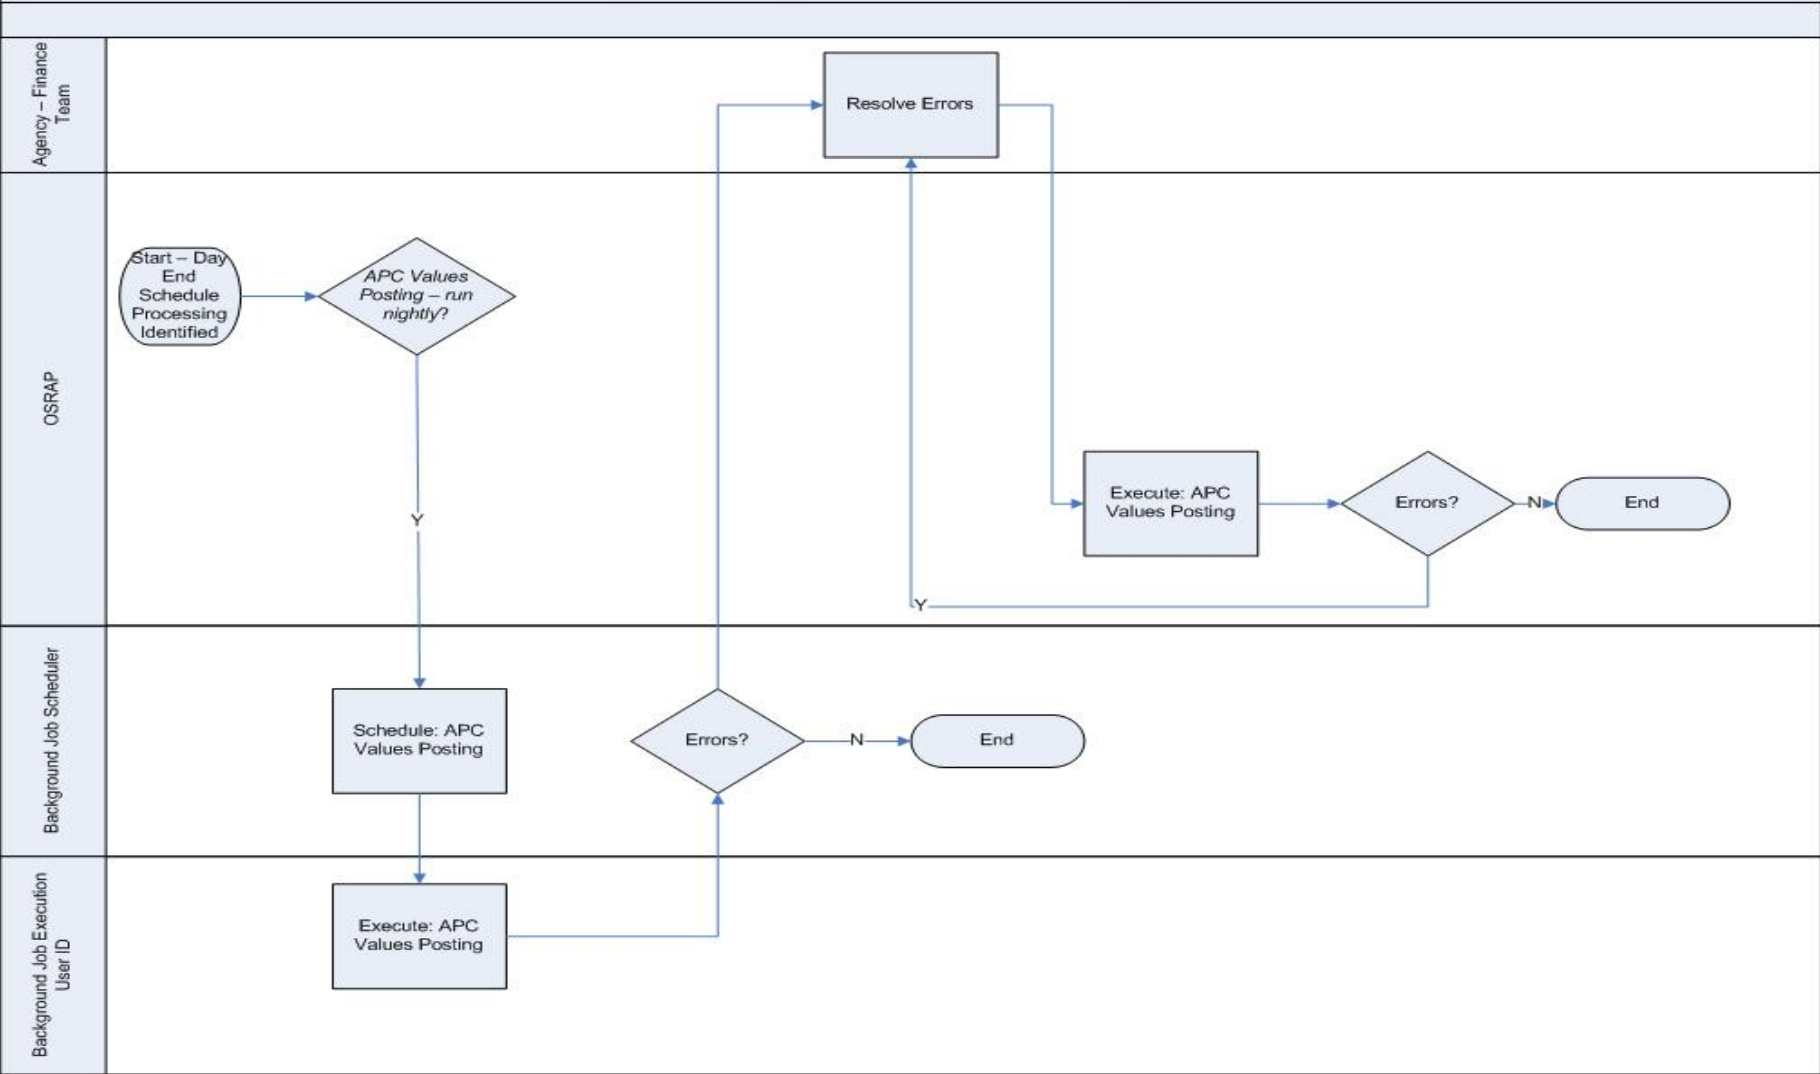 Agency – Finance
Team
Resolve Errors
OSRAP
Start – Day
End
Schedule
Processing
Identified
APC Values
Posting – run
nightly?
Y
Execute: APC
Values Posting
Errors?
N
End
Y
Background Job Scheduler
Schedule: APC
Values Posting
Errors?
N
End
Background Job Execution
User ID
Execute: APC
Values Posting